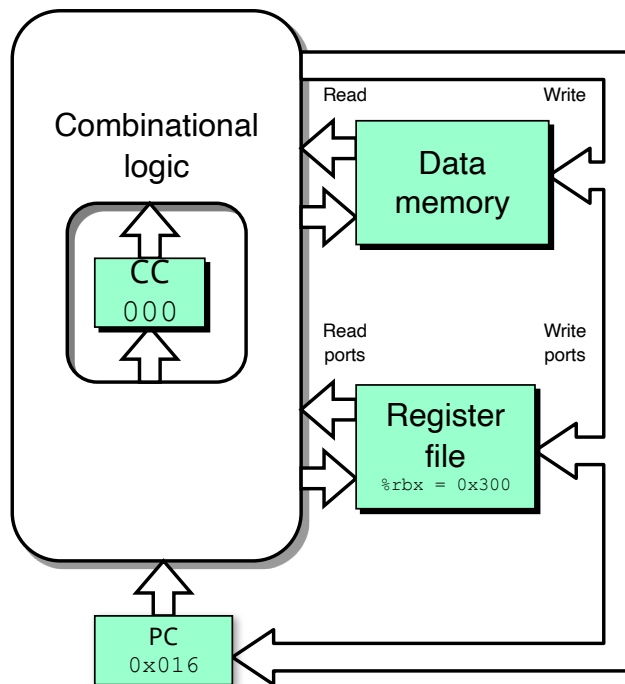 Combinational
logic
CC
000
Read
Write
Data
memory
Read
ports
Write
ports
Register
file
%rbx = 0x300
PC
0x016